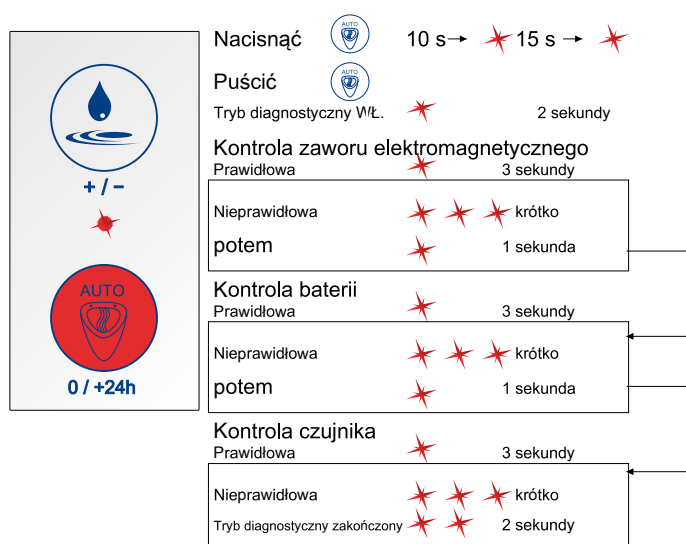 + / −
AUTO
0 / +24h
Nacisnąć AUTO 10 s 15 s
Puścić AUTO
Tryb diagnostyczny WŁ. 2 sekundy
Kontrola zaworu elektromagnetycznego
Prawidłowa 3 sekundy
Nieprawidłowa krótko
potem 1 sekunda
Kontrola baterii
Prawidłowa 3 sekundy
Nieprawidłowa krótko
potem 1 sekunda
Kontrola czujnika
Prawidłowa 3 sekundy
Nieprawidłowa krótko
Tryb diagnostyczny zakończony 2 sekundy